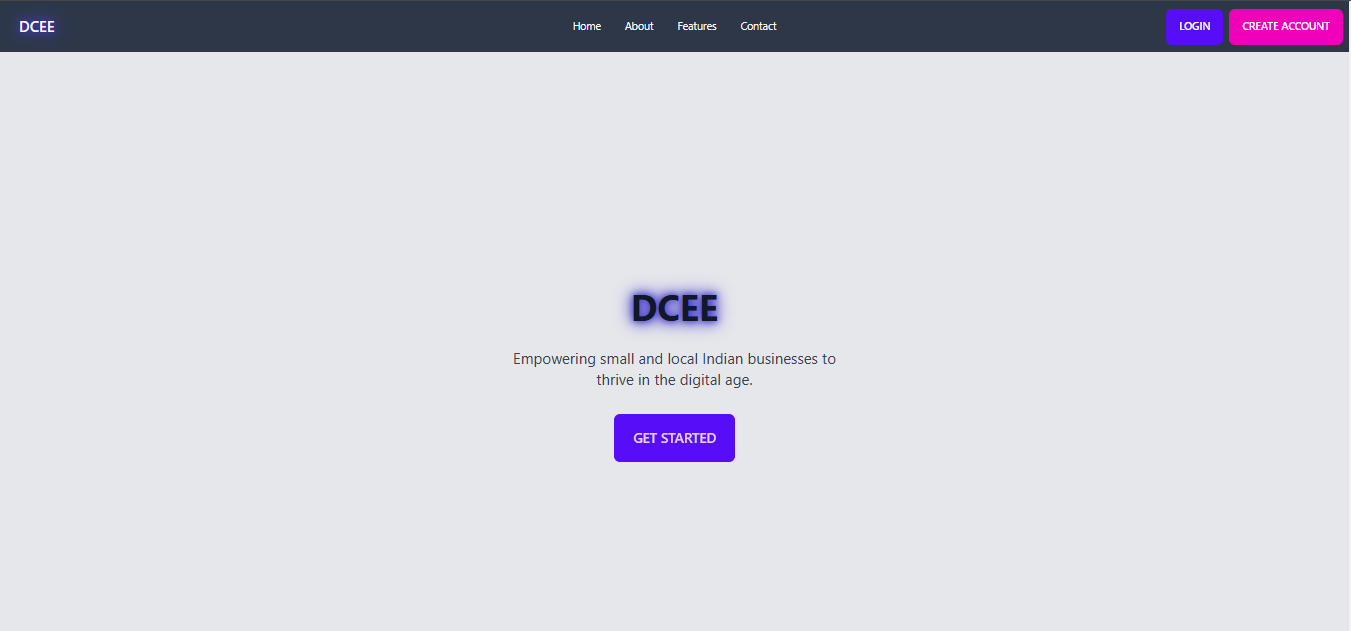 DCEE
Home
About
Features
Contact
LOGIN
CREATE ACCOUNT
DCEE
Empowering small and local Indian businesses to
thrive in the digital age.
GET STARTED